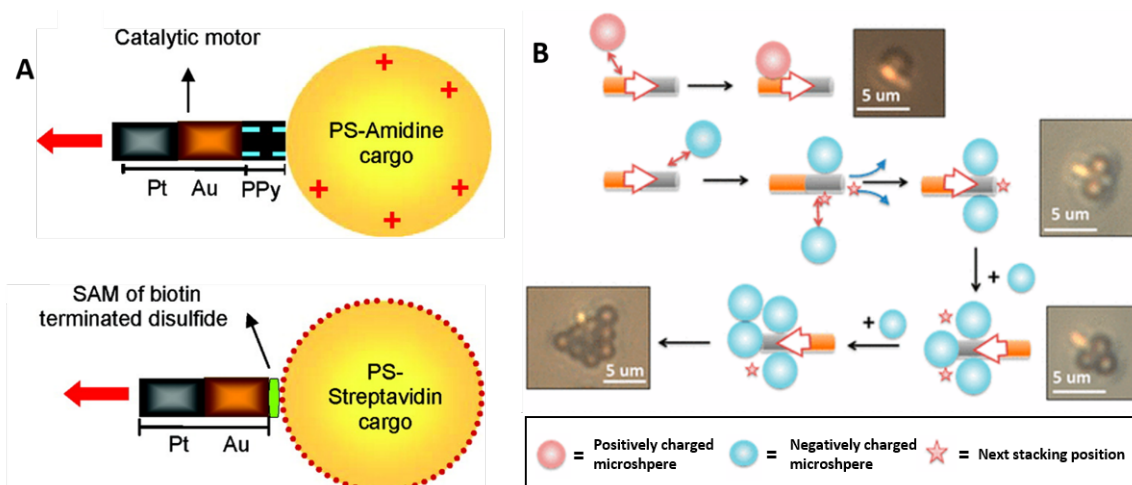 A
Catalytic motor
PS-Amidine
cargo
Pt
Au
PPy
SAM of biotin
terminated disulfide
PS-
Streptavidin
cargo
Pt
Au
B
5 um
5 um
+
5 um
+
5 um
= Positively charged
microshpere
= Negatively charged
microshpere
= Next stacking position